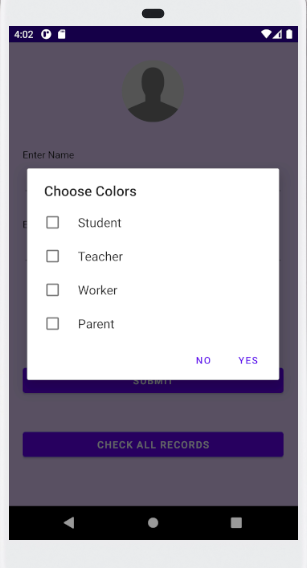 4:02
Enter Name
Choose Colors
Student
Teacher
Worker
Parent
NO YES
SUBMIT
CHECK ALL RECORDS